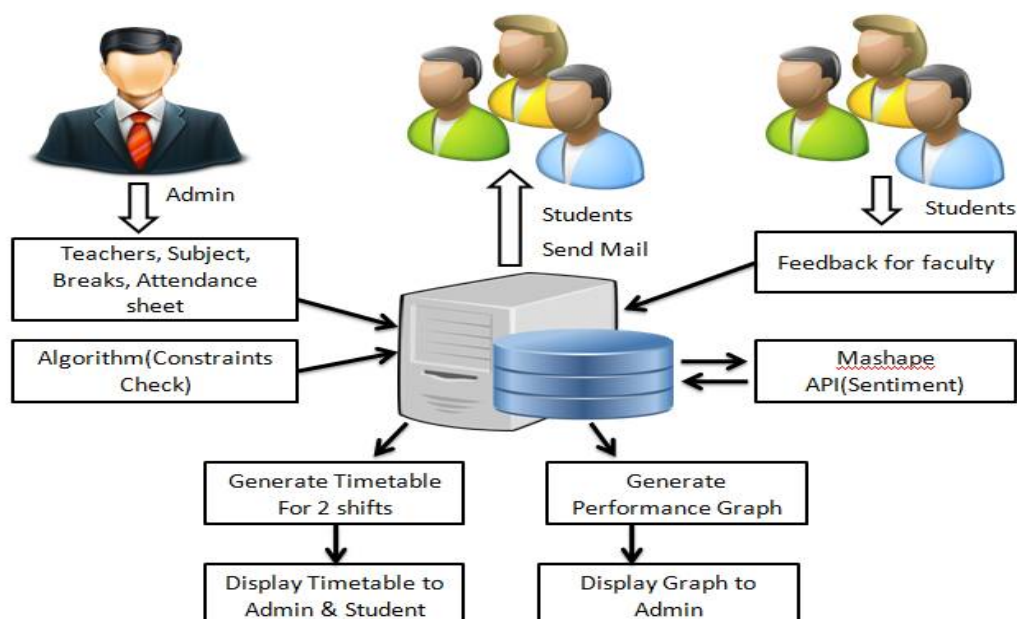 Admin
Students
Send Mail
Students
Teachers, Subject,
Breaks, Attendance
sheet
Feedback for faculty
Algorithm(Constraints
Check)
Mashape
API(Sentiment)
Generate Timetable
For 2 shifts
Generate
Performance Graph
Display Timetable to
Admin & Student
Display Graph to
Admin